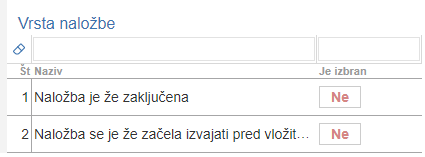 Vrsta naložbe
Št Naziv Je izbran
1 Naložba je že zaključena Ne
2 Naložba se je že začela izvajati pred vložit... Ne